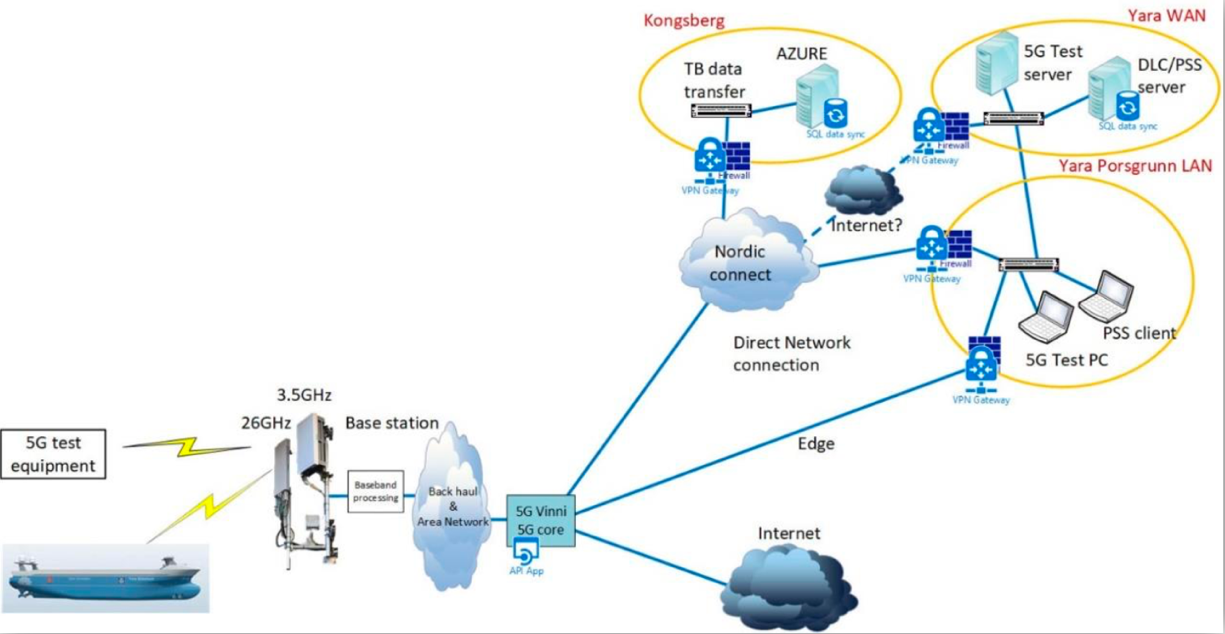 Kongsberg
Yara WAN
AZURE
TB data
transfer
SQL data sync
Firewall
VPN Gateway
5G Test
server
DLC/PSS
server
SQL data sync
Firewall
VPN Gateway
Yara Porsgrunn LAN
Internet?
Nordic
connect
Firewall
VPN Gateway
PSS client
5G Test PC
VPN Gateway
Direct Network
connection
Edge
3.5GHz
26GHz
Base station
5G test
equipment
Baseband
processing
Back haul
&
Area Network
5G Vinni
5G core
API App
Internet